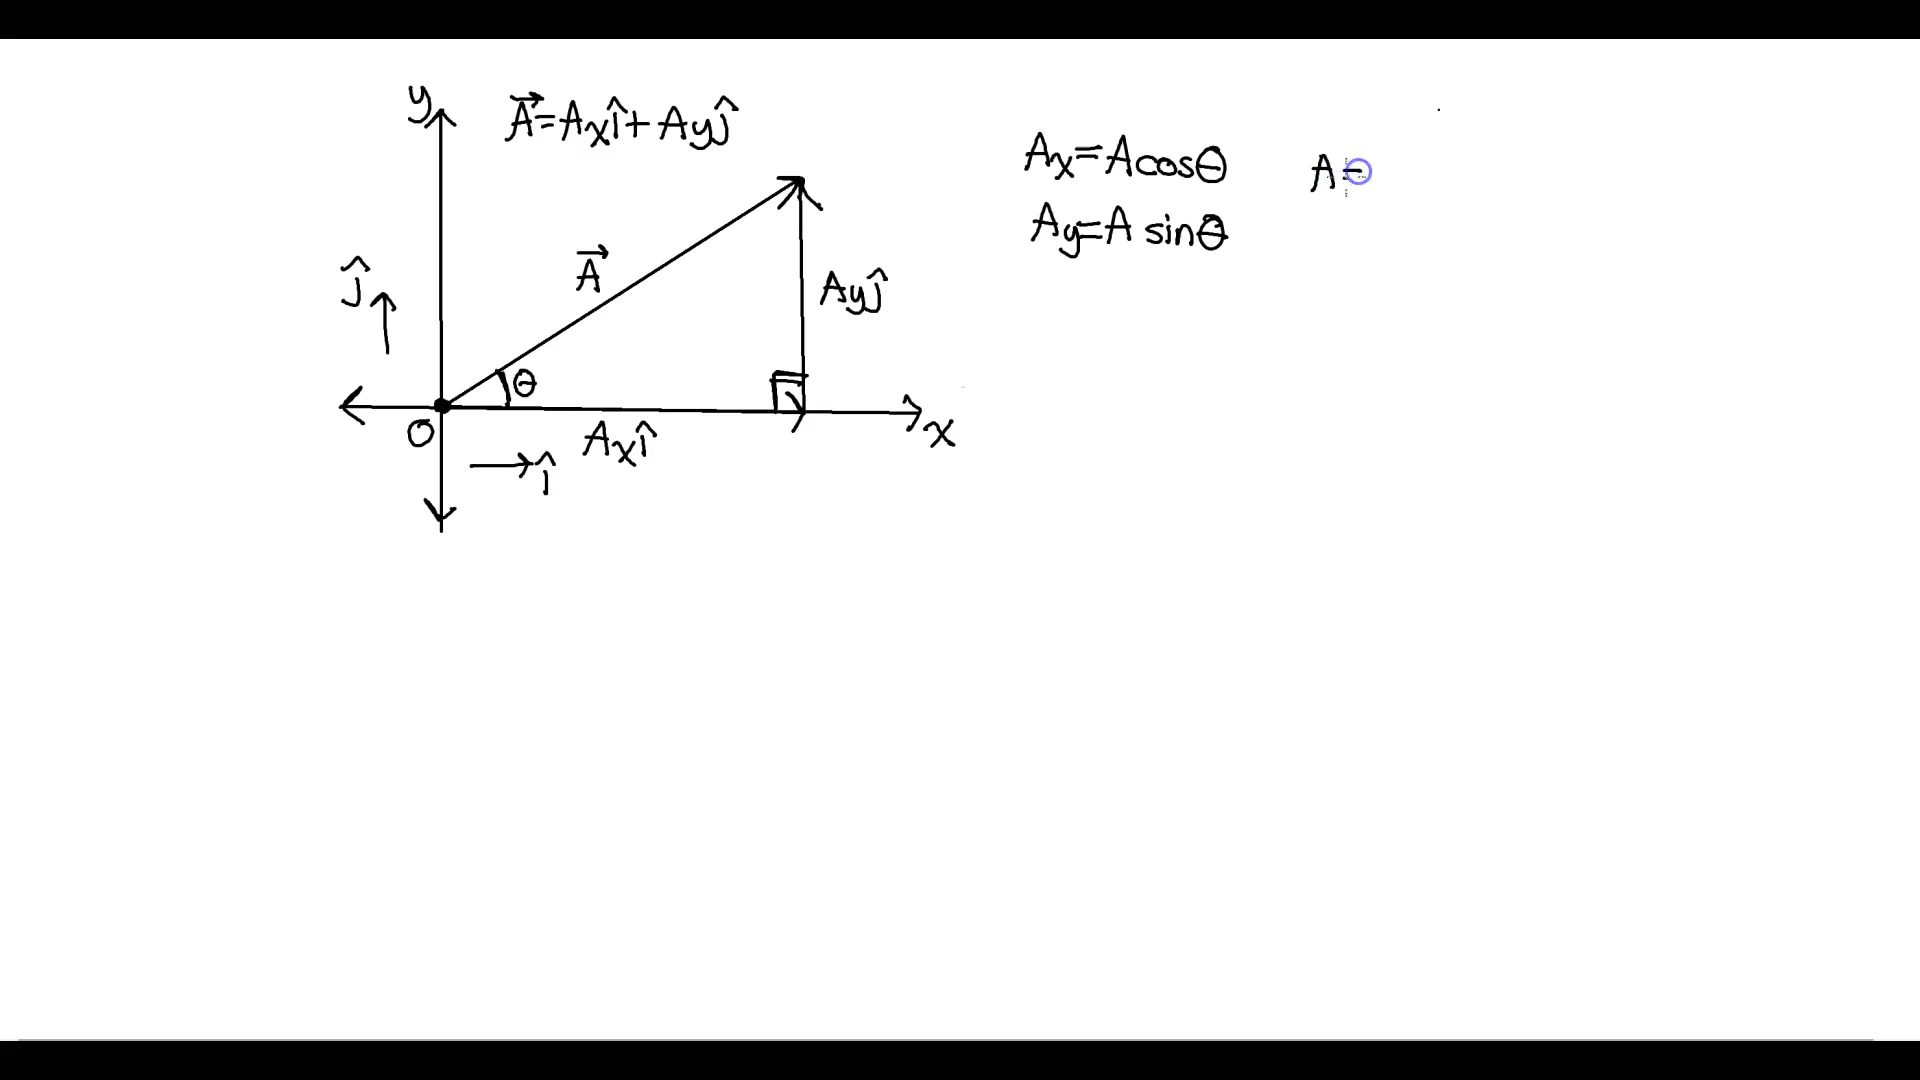 y
A⃗=Aₓî+Ayĵ
Aₓ=Acosθ
A=
Ay=A sinθ
A⃗
ĵ
Ayĵ
θ
O
Aₓî
x
î